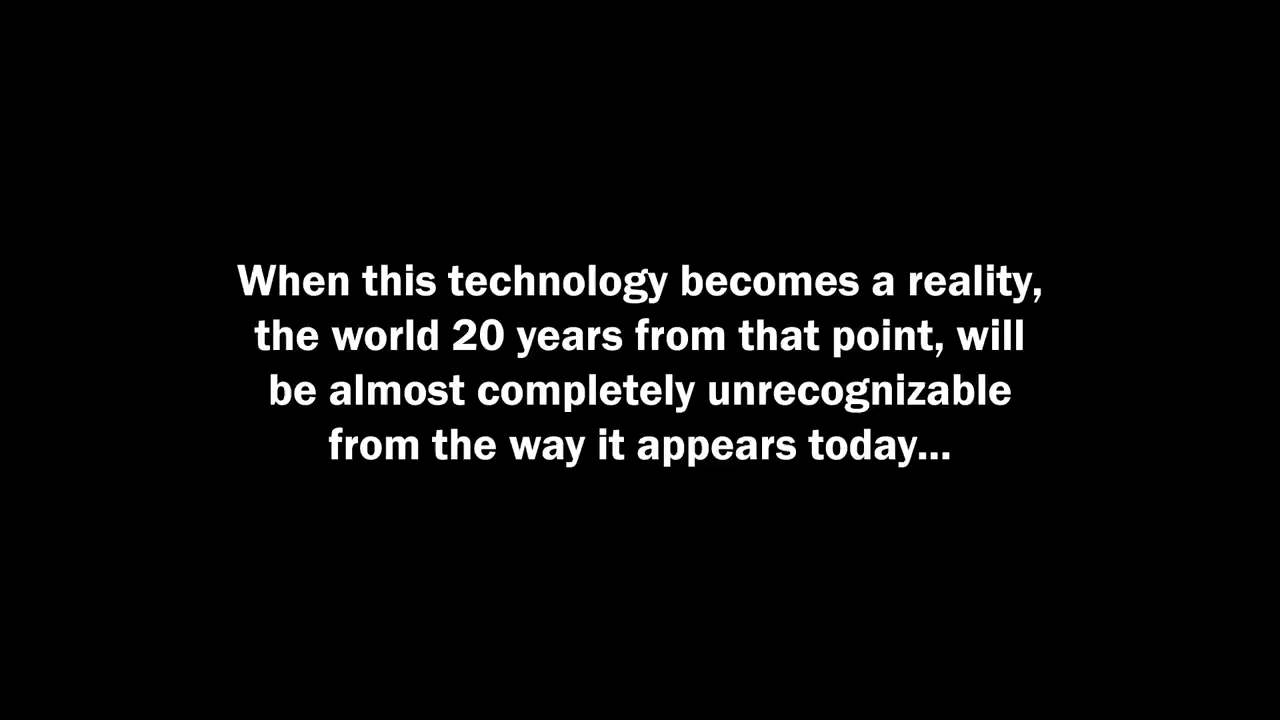 When this technology becomes a reality,
the world 20 years from that point, will
be almost completely unrecognizable
from the way it appears today...